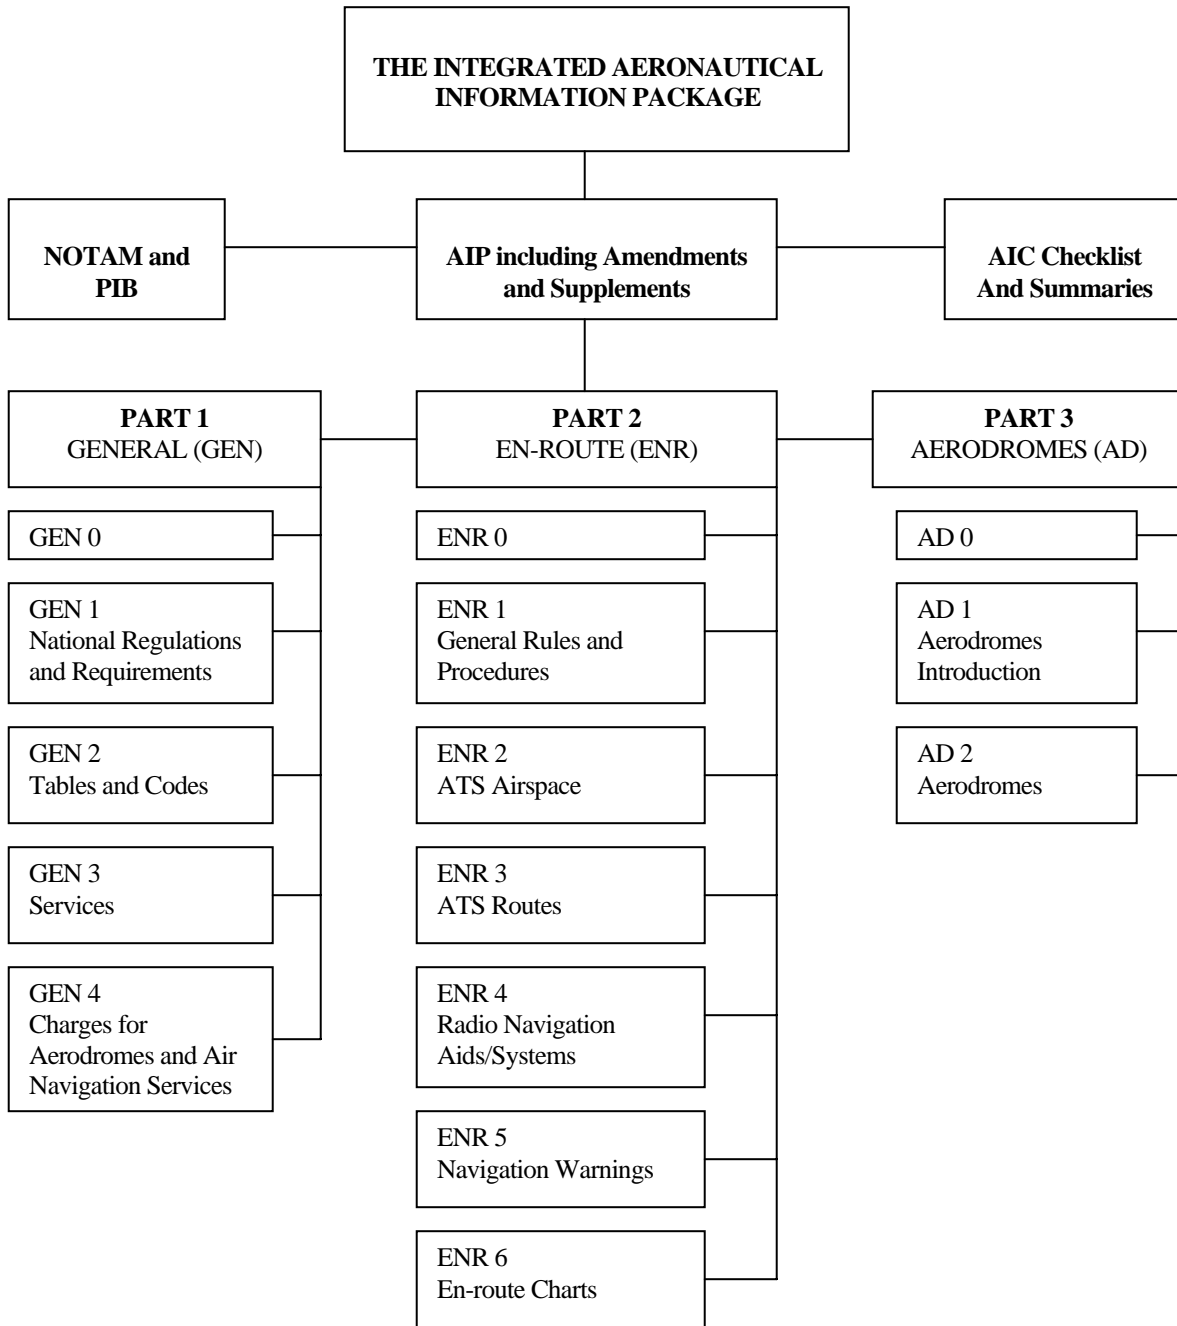 THE INTEGRATED AERONAUTICAL
INFORMATION PACKAGE
NOTAM and
PIB
AIP including Amendments
and Supplements
AIC Checklist
And Summaries
PART 1
GENERAL (GEN)
PART 2
EN-ROUTE (ENR)
PART 3
AERODROMES (AD)
GEN 0
GEN 1
National Regulations
and Requirements
GEN 2
Tables and Codes
GEN 3
Services
GEN 4
Charges for
Aerodromes and Air
Navigation Services
ENR 0
ENR 1
General Rules and
Procedures
ENR 2
ATS Airspace
ENR 3
ATS Routes
ENR 4
Radio Navigation
Aids/Systems
ENR 5
Navigation Warnings
ENR 6
En-route Charts
AD 0
AD 1
Aerodromes
Introduction
AD 2
Aerodromes